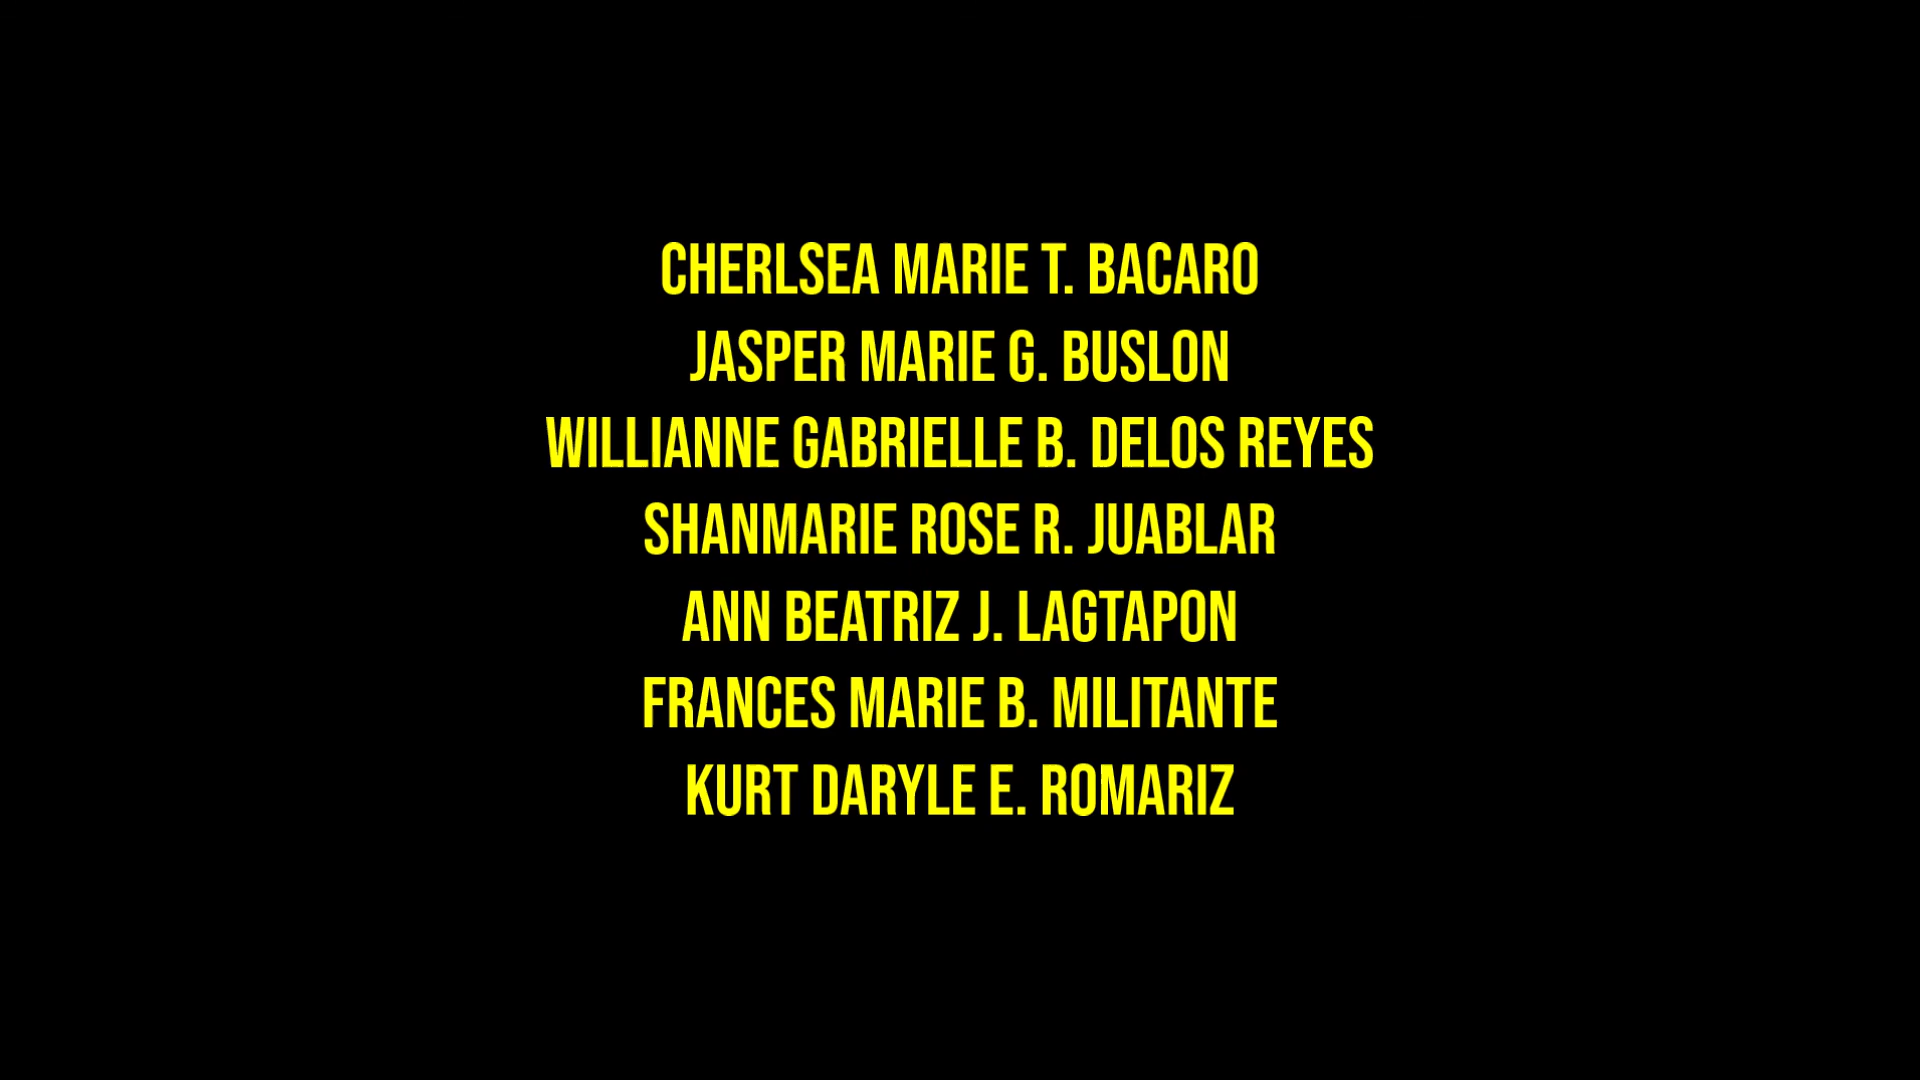 CHERLSEA MARIE T. BACARO
JASPER MARIE G. BUSLON
WILLIANNE GABRIELLE B. DELOS REYES
SHANMARIE ROSE R. JUABLAR
ANN BEATRIZ J. LAGTAPON
FRANCES MARIE B. MILITANTE
KURT DARYLE E. ROMARIZ